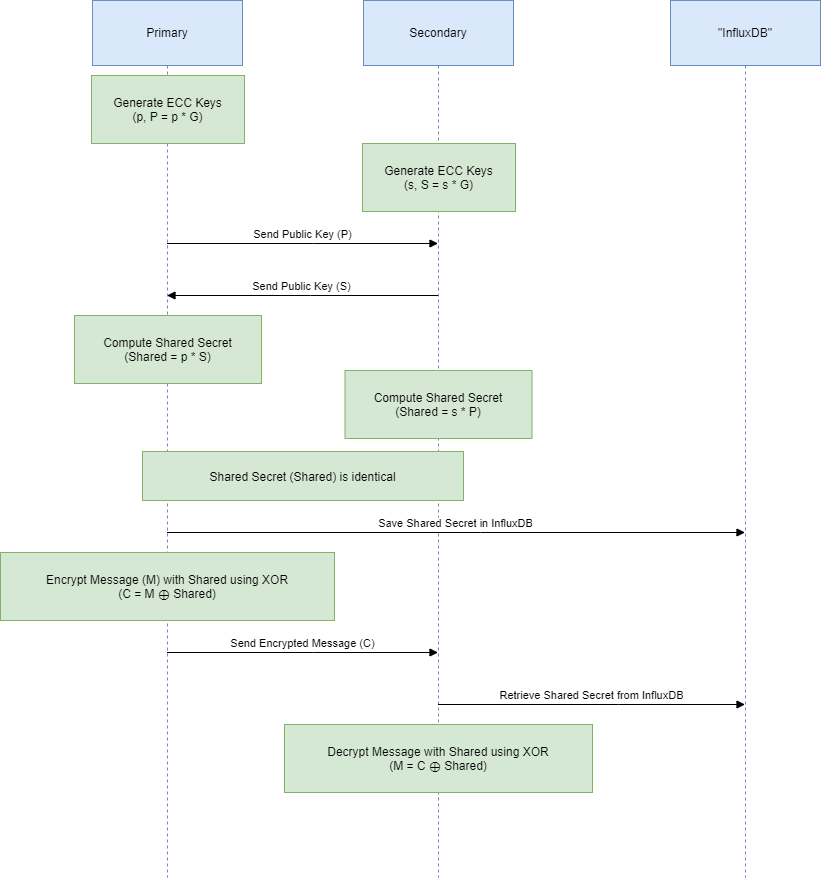 Primary
Secondary
"InfluxDB"
Generate ECC Keys
(p, P = p * G)
Generate ECC Keys
(s, S = s * G)
Send Public Key (P)
Send Public Key (S)
Compute Shared Secret
(Shared = p * S)
Compute Shared Secret
(Shared = s * P)
Shared Secret (Shared) is identical
Save Shared Secret in InfluxDB
Encrypt Message (M) with Shared using XOR
(C = M ⊕ Shared)
Send Encrypted Message (C)
Retrieve Shared Secret from InfluxDB
Decrypt Message with Shared using XOR
(M = C ⊕ Shared)